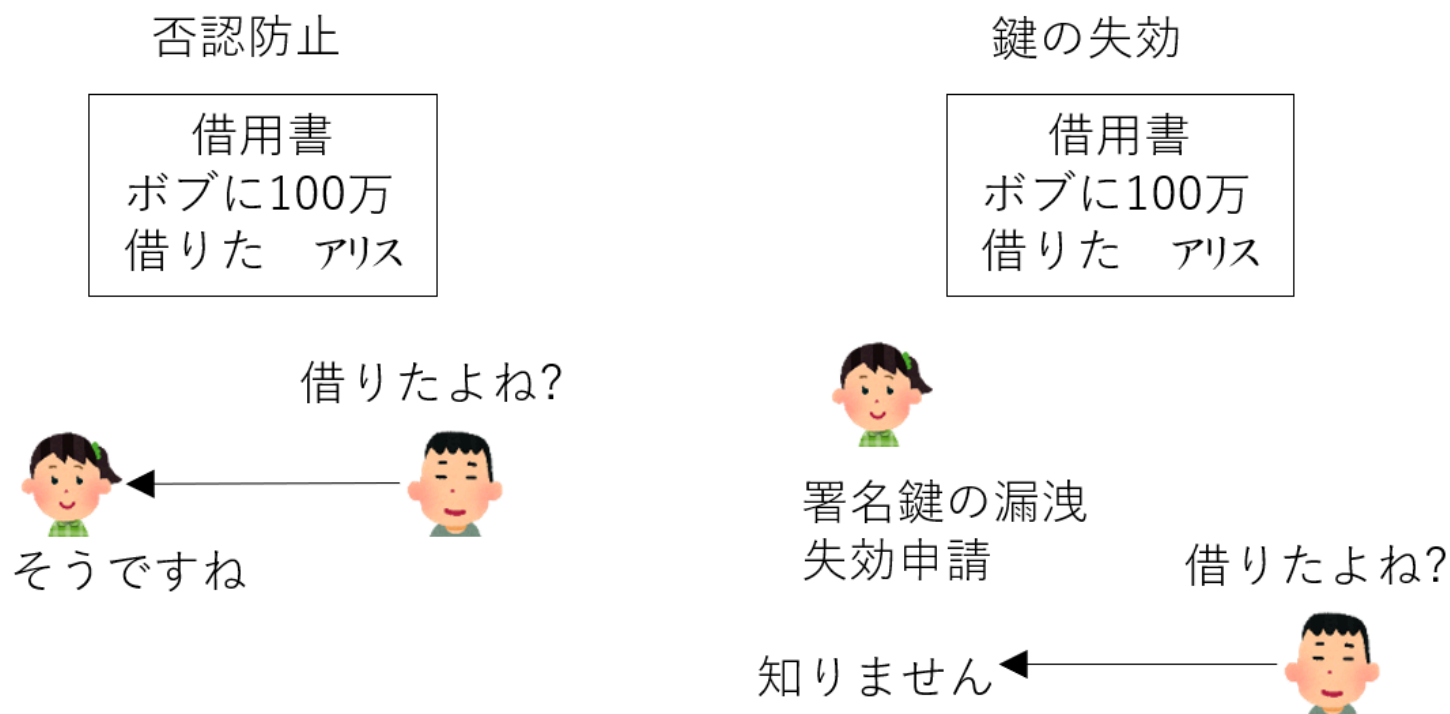 否認防止
借用書
ボブに100万
借りた　アリス
借りたよね?
そうですね
鍵の失効
借用書
ボブに100万
借りた　アリス
署名鍵の漏洩
失効申請
借りたよね?
知りません